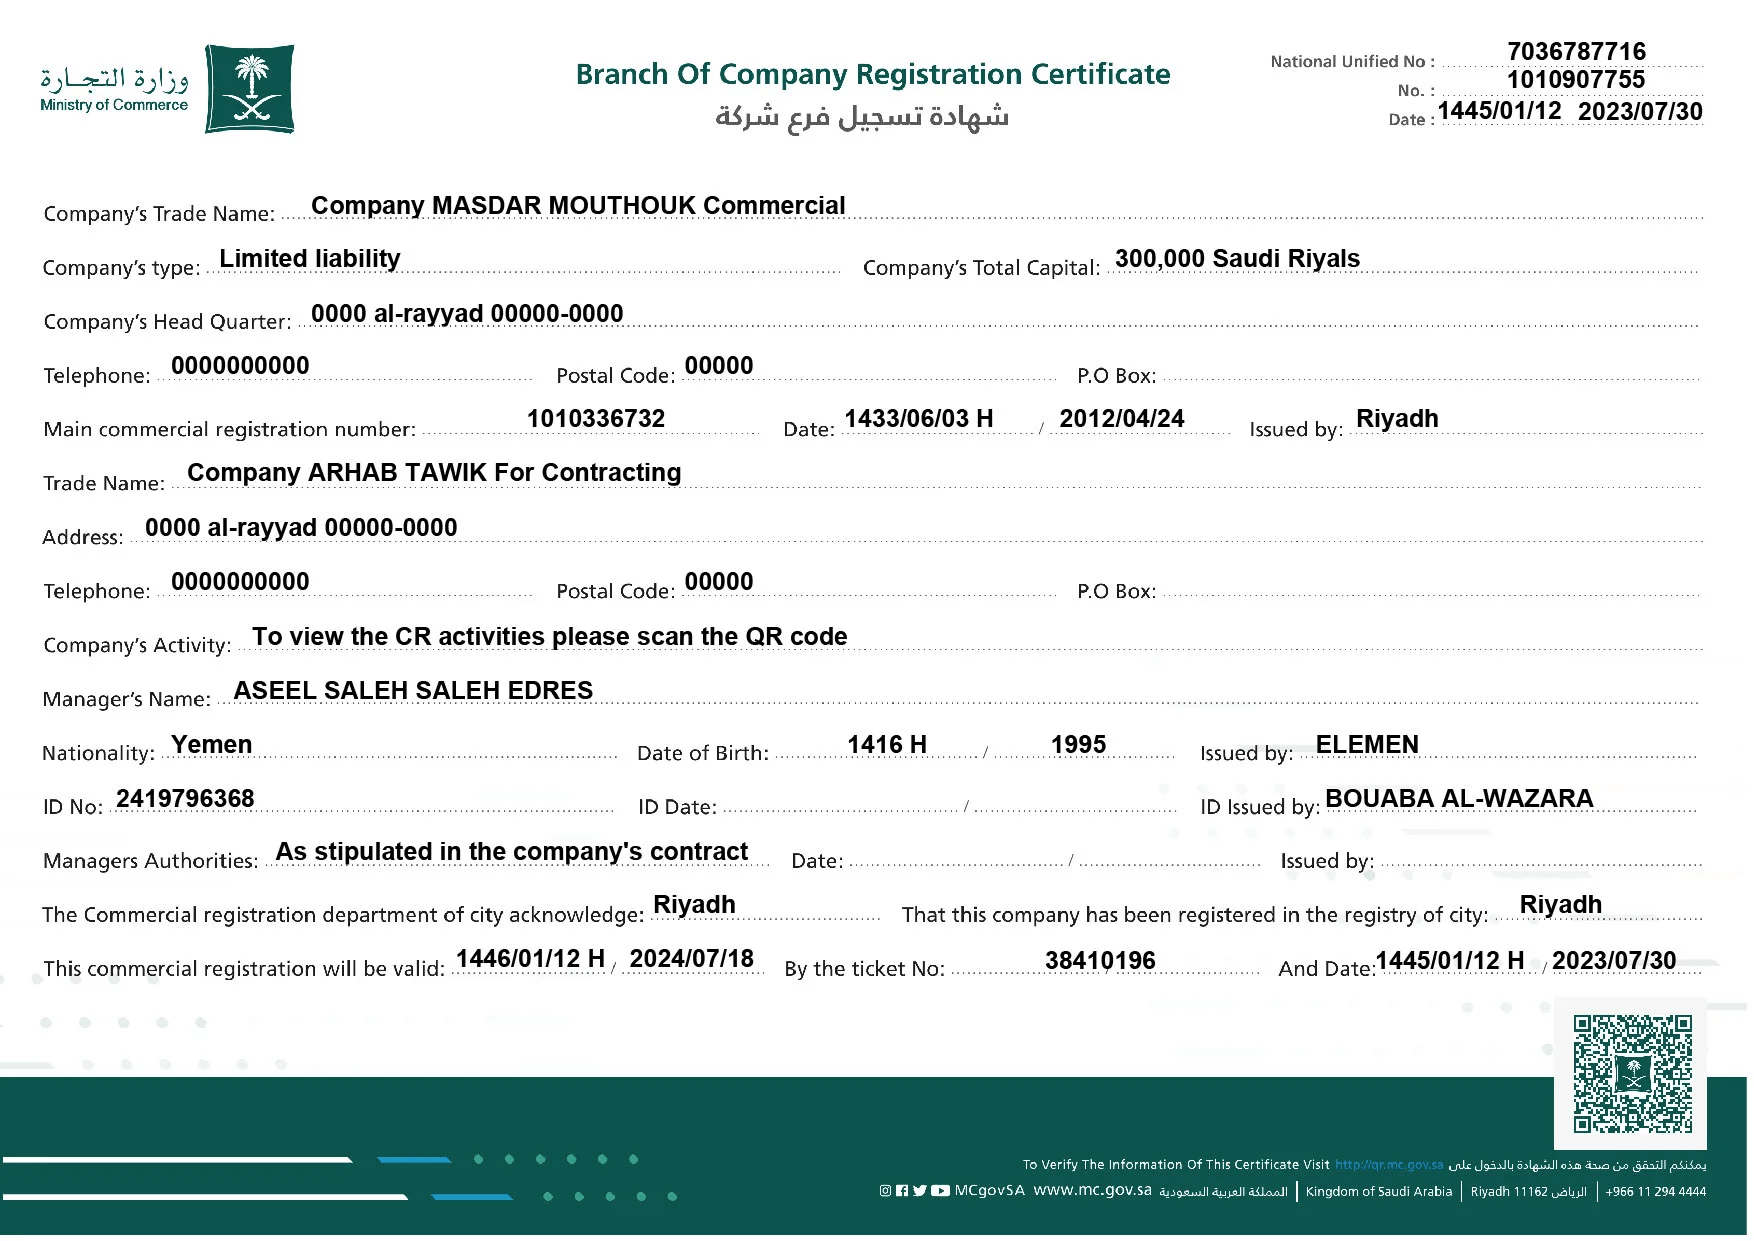 وزارة التجارة
Ministry of Commerce
Branch Of Company Registration Certificate
شهادة تسجيل فرع شركة
National Unified No : 7036787716
No. : 1010907755
Date : 1445/01/12 2023/07/30
Company's Trade Name: Company MASDAR MOUTHOUK Commercial
Company's type: Limited liability Company's Total Capital: 300,000 Saudi Riyals
Company's Head Quarter: 0000 al-rayyad 00000-0000
Telephone: 0000000000 Postal Code: 00000 P.O Box:
Main commercial registration number: 1010336732 Date: 1433/06/03 H / 2012/04/24 Issued by: Riyadh
Trade Name: Company ARHAB TAWIK For Contracting
Address: 0000 al-rayyad 00000-0000
Telephone: 0000000000 Postal Code: 00000 P.O Box:
Company's Activity: To view the CR activities please scan the QR code
Manager's Name: ASEEL SALEH SALEH EDRES
Nationality: Yemen Date of Birth: 1416 H / 1995 Issued by: ELEMEN
ID No: 2419796368 ID Date: / ID Issued by: BOUABA AL-WAZARA
Managers Authorities: As stipulated in the company's contract Date: / Issued by:
The Commercial registration department of city acknowledge: Riyadh That this company has been registered in the registry of city: Riyadh
This commercial registration will be valid: 1446/01/12 H / 2024/07/18 By the ticket No: 38410196 And Date: 1445/01/12 H / 2023/07/30
To Verify The Information Of This Certificate Visit http://qr.mc.gov.sa يمكنكم التحقق من صحة هذه الشهادة بالدخول على
MCgovSA www.mc.gov.sa المملكة العربية السعودية | Kingdom of Saudi Arabia | Riyadh 11162 الرياض | +966 11 294 4444